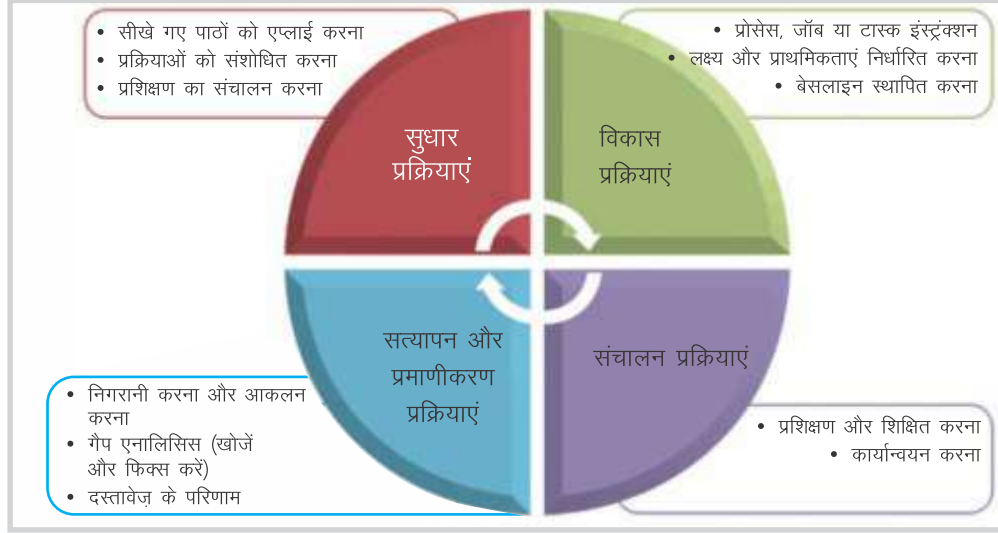 • सीखे गए पाठों को एप्लाई करना
• प्रक्रियाओं को संशोधित करना
• प्रशिक्षण का संचालन करना
• प्रोसेस, जॉब या टास्क इंस्ट्रंक्शन
• लक्ष्य और प्राथमिकताएं निर्धारित करना
• बेसलाइन स्थापित करना
सुधार
प्रक्रियाएं
विकास
प्रक्रियाएं
सत्यापन और
प्रमाणीकरण
प्रक्रियाएं
संचालन प्रक्रियाएं
• निगरानी करना और आकलन
करना
• गैप एनालिसिस (खोजें
और फिक्स करें)
• दस्तावेज़ के परिणाम
• प्रशिक्षण और शिक्षित करना
• कार्यान्वयन करना